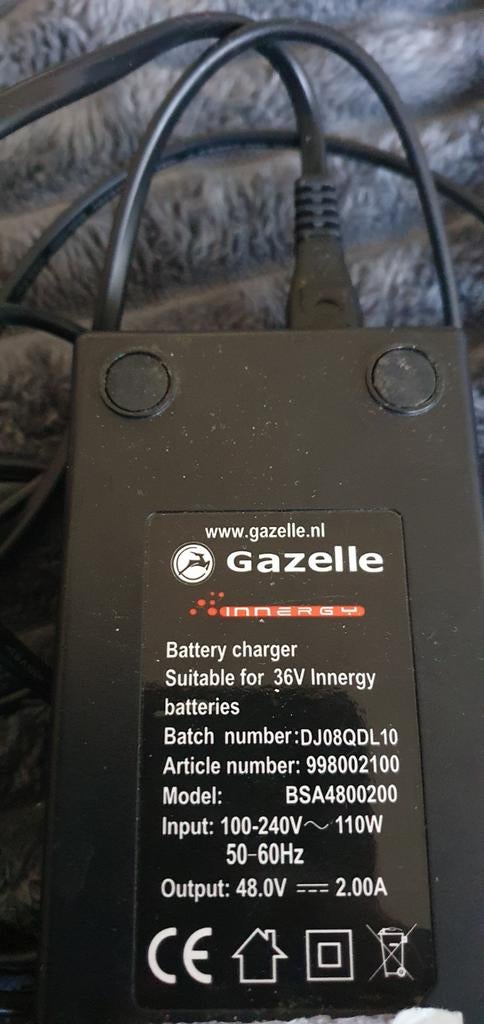 www.gazelle.nl
Gazelle
INNERGY
Battery charger
Suitable for 36V Innergy
batteries
Batch number:DJ08QDL10
Article number: 998002100
Model: BSA4800200
Input: 100-240V～ 110W
50-60Hz
Output: 48.0V ⎓ 2.00A
CE